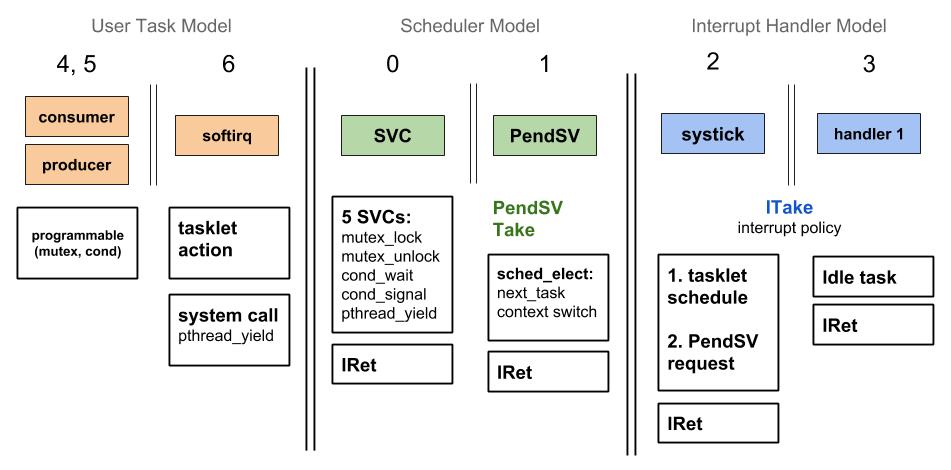 User Task Model
Scheduler Model
Interrupt Handler Model
4, 5
6
0
1
2
3
consumer
producer
softirq
SVC
PendSV
systick
handler 1
programmable
(mutex, cond)
tasklet
action
system call
pthread_yield
5 SVCs:
mutex_lock
mutex_unlock
cond_wait
cond_signal
pthread_yield
IRet
PendSV
Take
sched_elect:
next_task
context switch
IRet
ITake
interrupt policy
1. tasklet
schedule
2. PendSV
request
IRet
Idle task
IRet